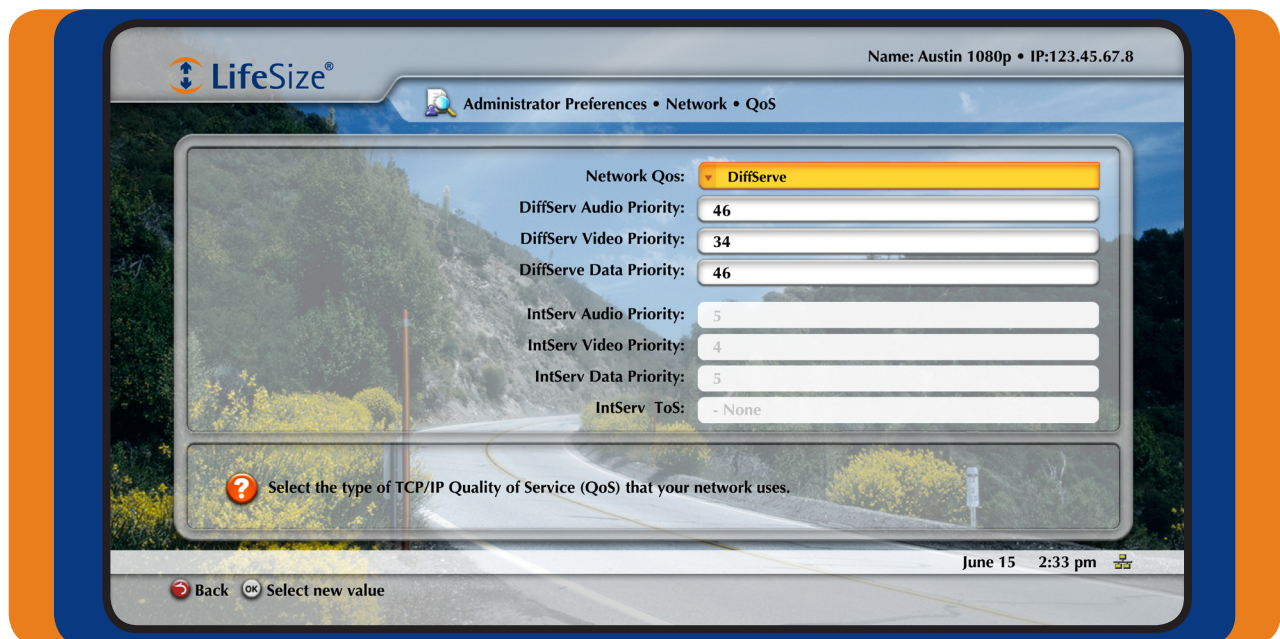 LifeSize®
Name: Austin 1080p • IP:123.45.67.8
Administrator Preferences • Network • QoS
Network Qos: DiffServe
DiffServ Audio Priority: 46
DiffServ Video Priority: 34
DiffServe Data Priority: 46
IntServ Audio Priority: 5
IntServ Video Priority: 4
IntServ Data Priority: 5
IntServ ToS: - None
? Select the type of TCP/IP Quality of Service (QoS) that your network uses.
June 15 2:33 pm
Back OK Select new value